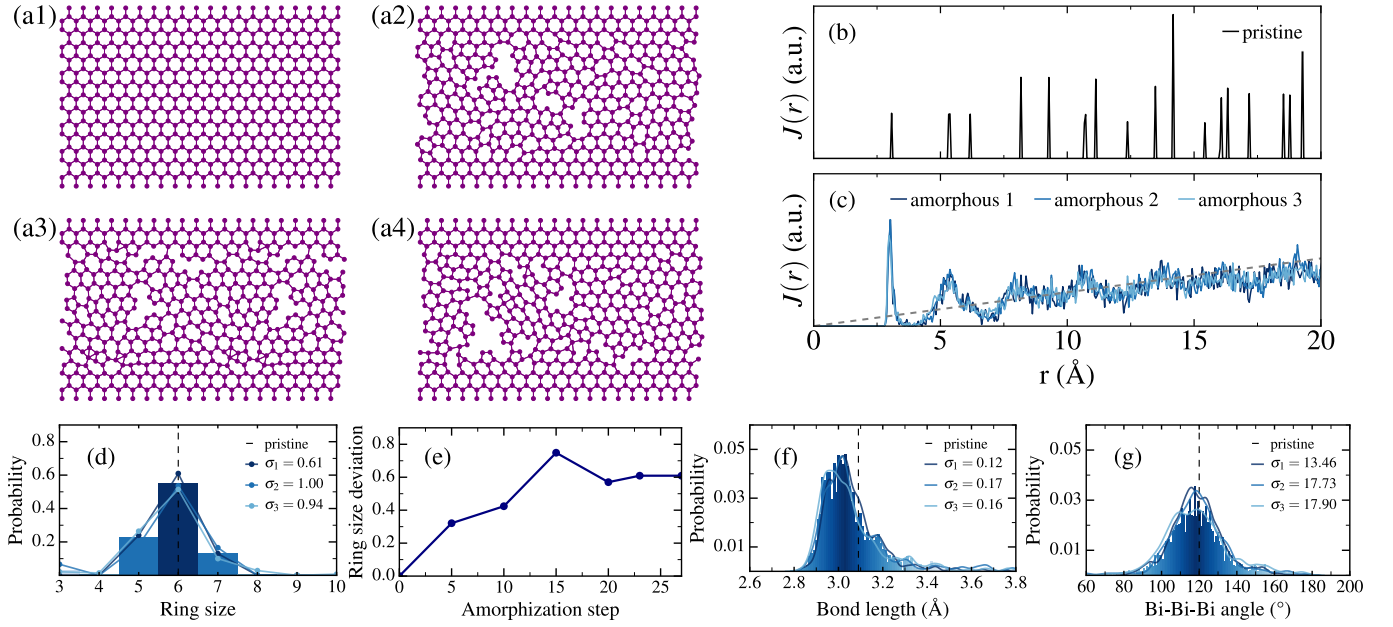 (a1)
(a2)
(b)
pristine
J(r) (a.u.)
(a3)
(a4)
(c)
amorphous 1
amorphous 2
amorphous 3
J(r) (a.u.)
0 5 10 15 20
r (Å)
(d)
pristine
σ1 = 0.61
σ2 = 1.00
σ3 = 0.94
Probability
0.8
0.6
0.4
0.2
3 4 5 6 7 8 9 10
Ring size
(e)
Ring size deviation
0.8
0.6
0.4
0.2
0.0
0 5 10 15 20 25
Amorphization step
(f)
pristine
σ1 = 0.12
σ2 = 0.17
σ3 = 0.16
Probability
0.05
0.03
0.01
2.6 2.8 3.0 3.2 3.4 3.6 3.8
Bond length (Å)
(g)
pristine
σ1 = 13.46
σ2 = 17.73
σ3 = 17.90
Probability
0.05
0.03
0.01
60 80 100 120 140 160 180 200
Bi-Bi-Bi angle (°)